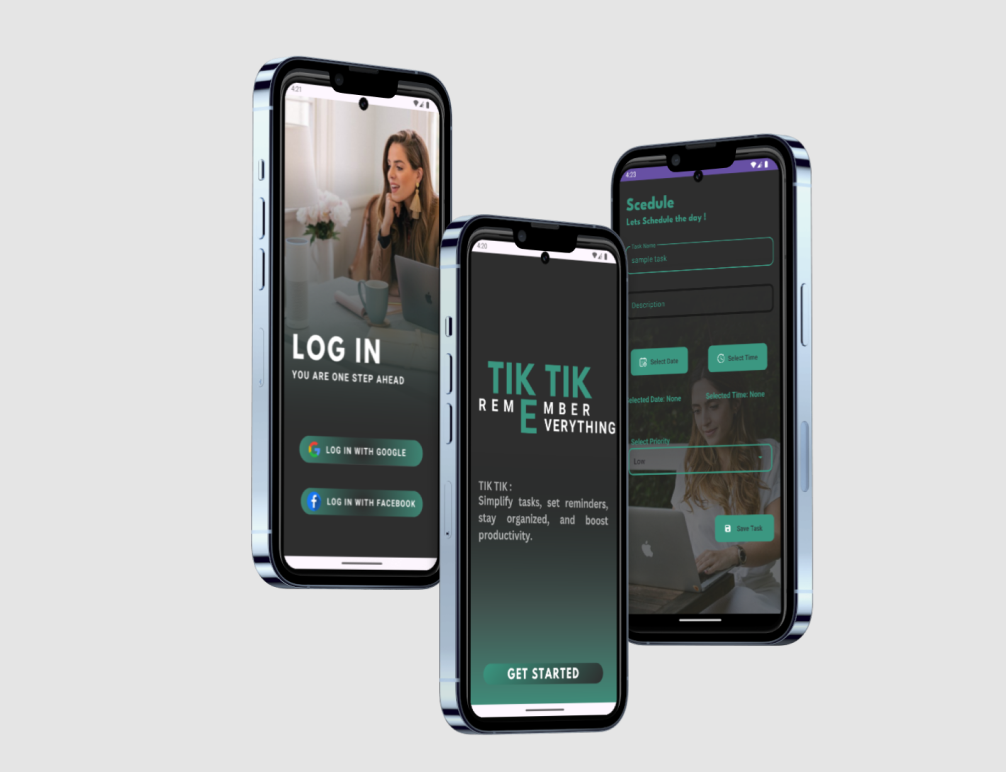 4:21
LOG IN
YOU ARE ONE STEP AHEAD
LOG IN WITH GOOGLE
LOG IN WITH FACEBOOK
4:20
TIK TIK
REMEMBER
EVERYTHING
TIK TIK :
Simplify tasks, set reminders,
stay organized, and boost
productivity.
GET STARTED
4:23
Scedule
Lets Schedule the day !
Task Name
sample task
Description
Select Date
Select Time
Selected Date: None
Selected Time: None
Select Priority
Low
Save Task